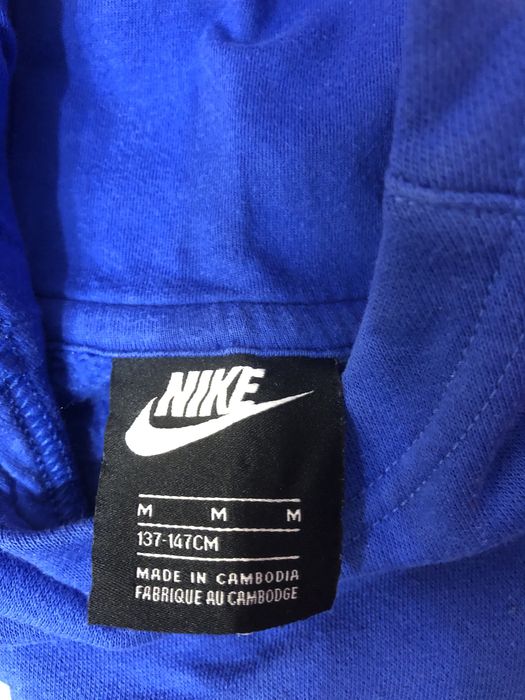 NIKE
M M M
137-147CM
MADE IN CAMBODIA
FABRIQUE AU CAMBODGE